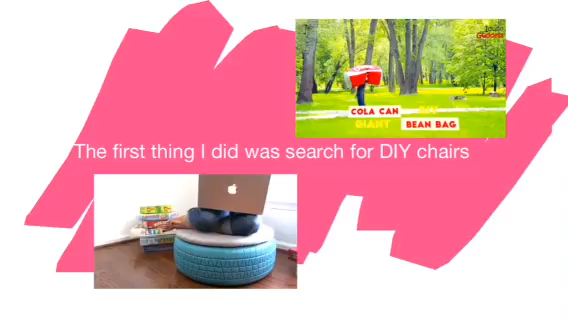 COLA CAN
GIANT
BEAN BAG
The first thing I did was search for DIY chairs